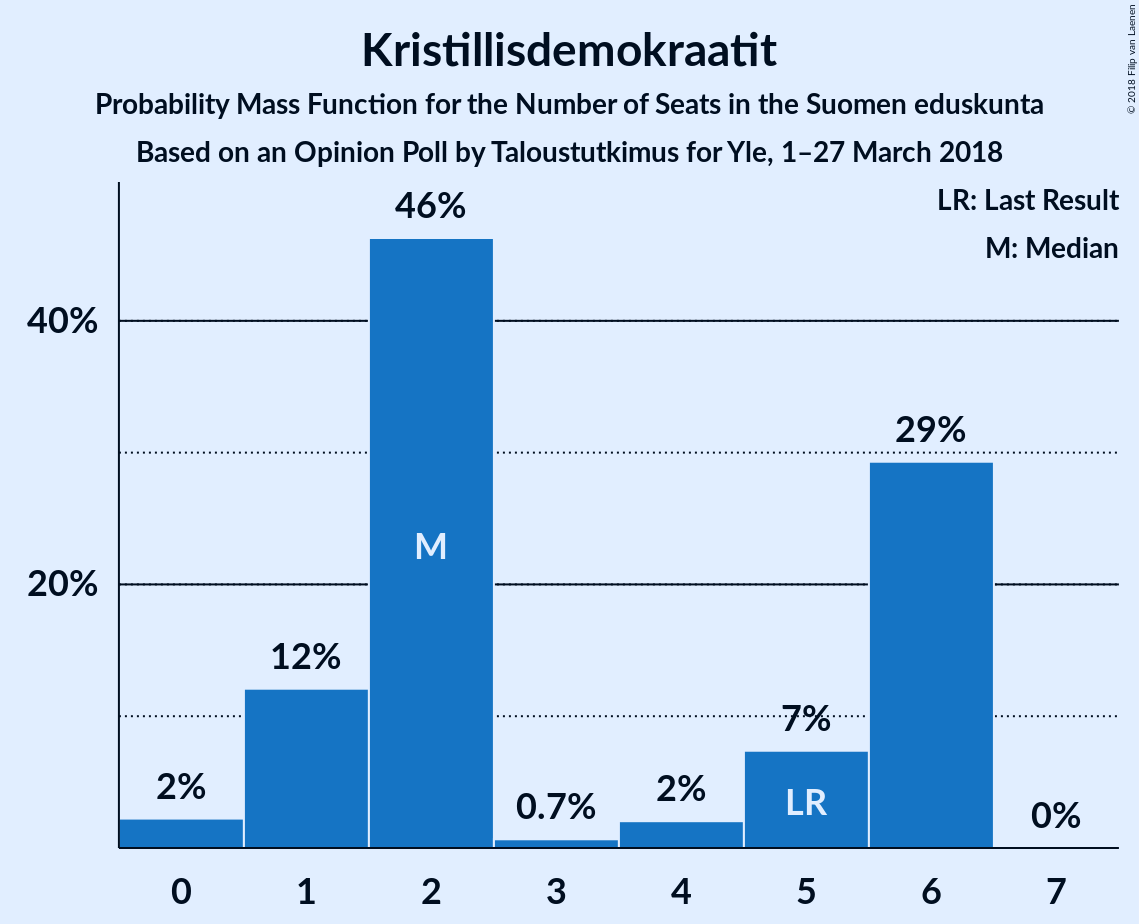 Kristillisdemokraatit
Probability Mass Function for the Number of Seats in the Suomen eduskunta
Based on an Opinion Poll by Taloustutkimus for Yle, 1–27 March 2018
© 2018 Filip van Laenen
LR: Last Result
M: Median
46%
40%
29%
M
20%
12%
7%
2%
0.7%
2%
LR
0%
0 1 2 3 4 5 6 7